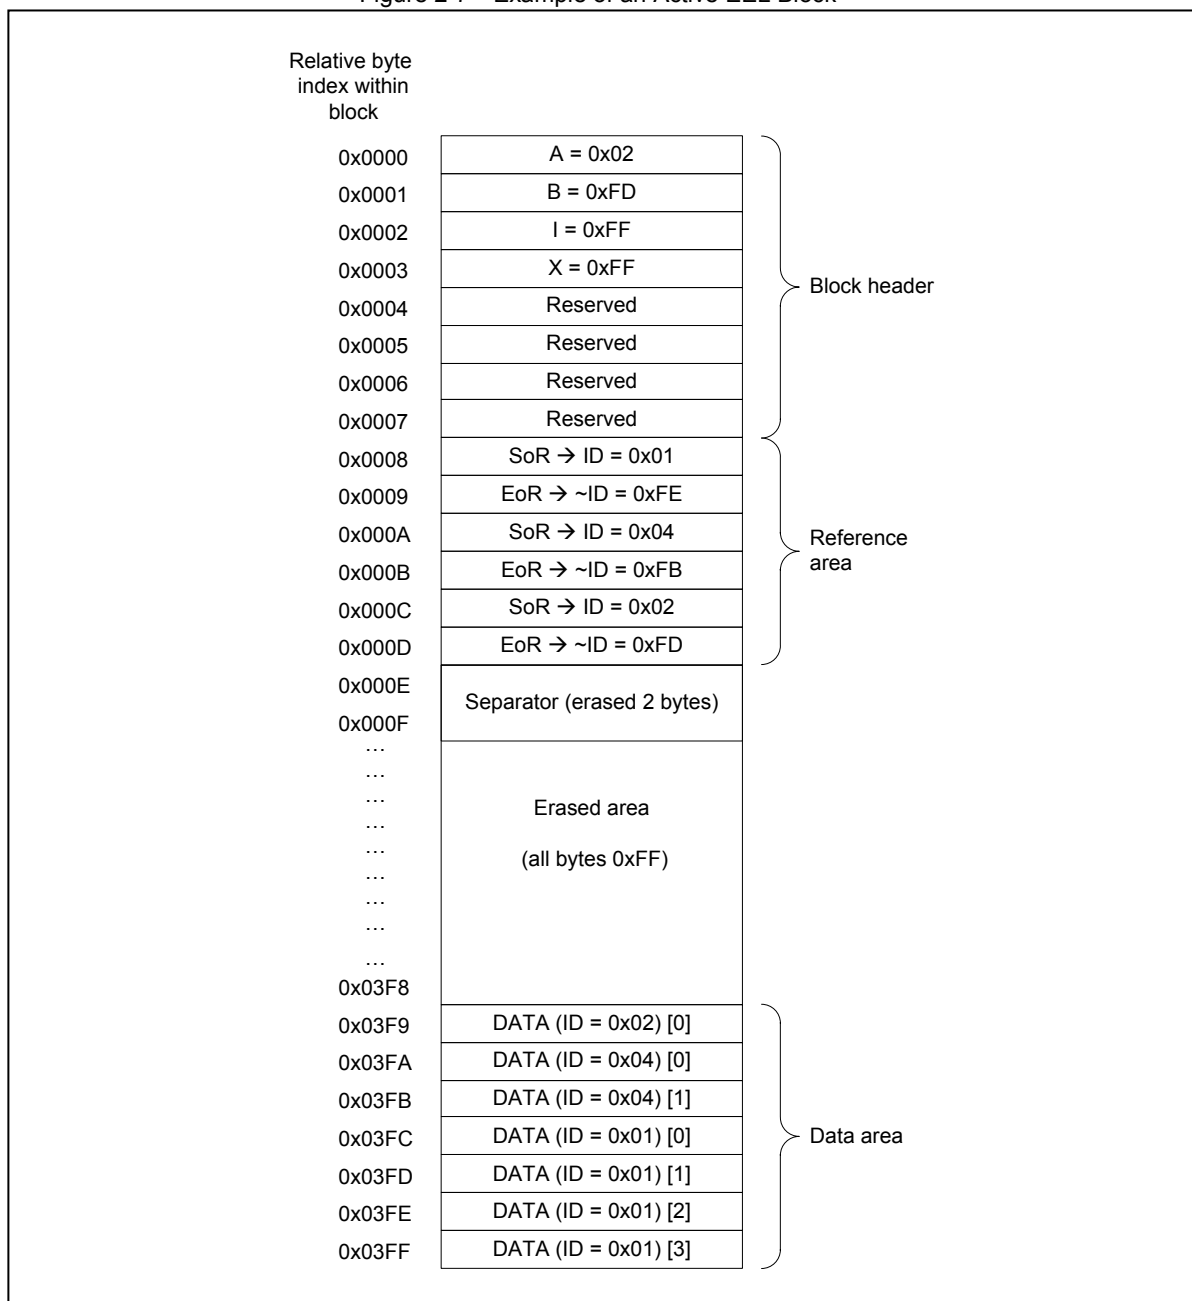 Relative byte
index within
block
0x0000 A = 0x02
0x0001 B = 0xFD
0x0002 I = 0xFF
0x0003 X = 0xFF
Block header
0x0004 Reserved
0x0005 Reserved
0x0006 Reserved
0x0007 Reserved
0x0008 SoR → ID = 0x01
0x0009 EoR → ~ID = 0xFE
0x000A SoR → ID = 0x04
Reference
area
0x000B EoR → ~ID = 0xFB
0x000C SoR → ID = 0x02
0x000D EoR → ~ID = 0xFD
0x000E
Separator (erased 2 bytes)
0x000F
…
…
…
Erased area
…
…
(all bytes 0xFF)
…
…
…
…
0x03F8
0x03F9 DATA (ID = 0x02) [0]
0x03FA DATA (ID = 0x04) [0]
0x03FB DATA (ID = 0x04) [1]
0x03FC DATA (ID = 0x01) [0]
Data area
0x03FD DATA (ID = 0x01) [1]
0x03FE DATA (ID = 0x01) [2]
0x03FF DATA (ID = 0x01) [3]